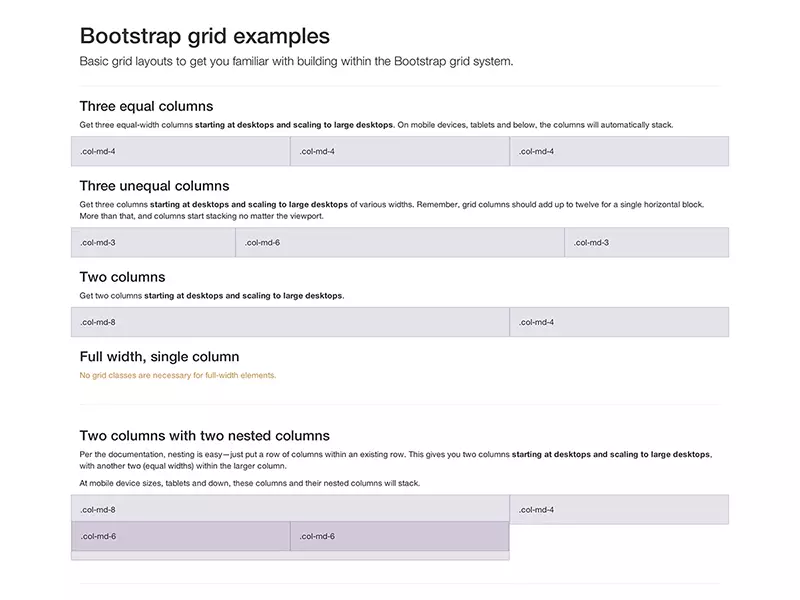 Bootstrap grid examples
Basic grid layouts to get you familiar with building within the Bootstrap grid system.
Three equal columns
Get three equal-width columns starting at desktops and scaling to large desktops. On mobile devices, tablets and below, the columns will automatically stack.
.col-md-4 .col-md-4 .col-md-4
Three unequal columns
Get three columns starting at desktops and scaling to large desktops of various widths. Remember, grid columns should add up to twelve for a single horizontal block.
More than that, and columns start stacking no matter the viewport.
.col-md-3 .col-md-6 .col-md-3
Two columns
Get two columns starting at desktops and scaling to large desktops.
.col-md-8 .col-md-4
Full width, single column
No grid classes are necessary for full-width elements.
Two columns with two nested columns
Per the documentation, nesting is easy—just put a row of columns within an existing row. This gives you two columns starting at desktops and scaling to large desktops,
with another two (equal widths) within the larger column.
At mobile device sizes, tablets and down, these columns and their nested columns will stack.
.col-md-8 .col-md-4
.col-md-6 .col-md-6